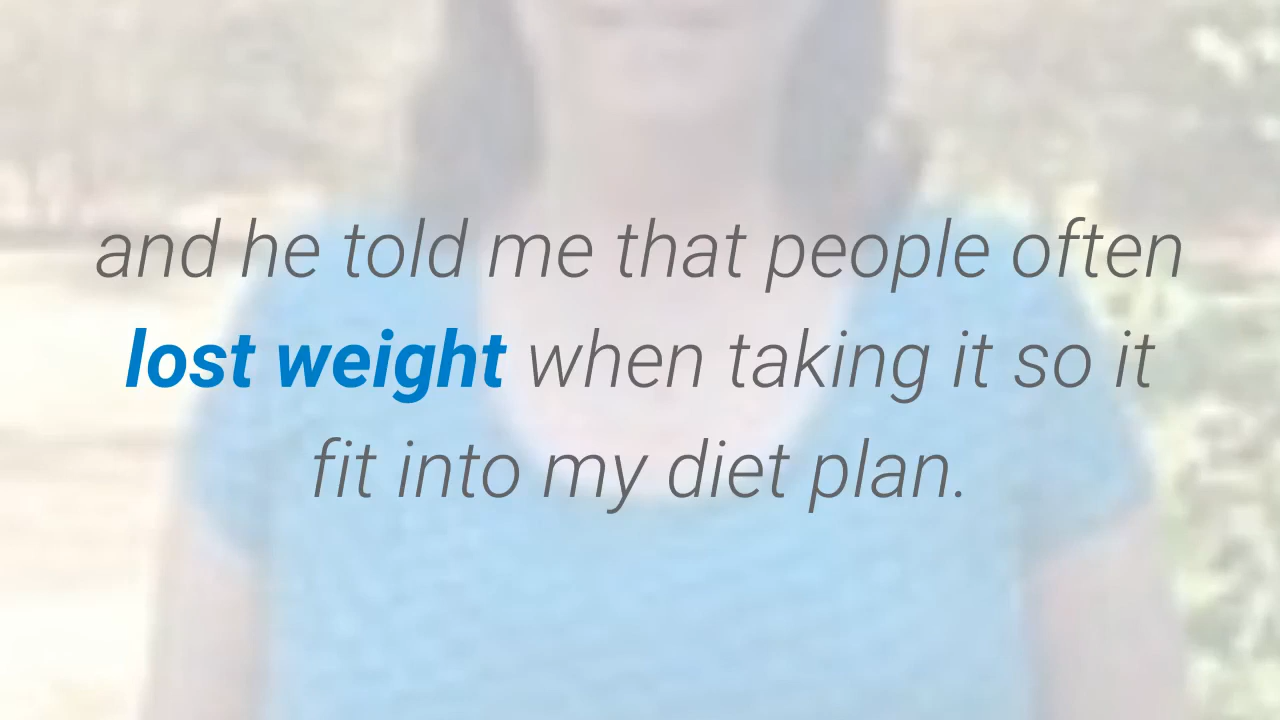 and he told me that people often
lost weight when taking it so it
fit into my diet plan.